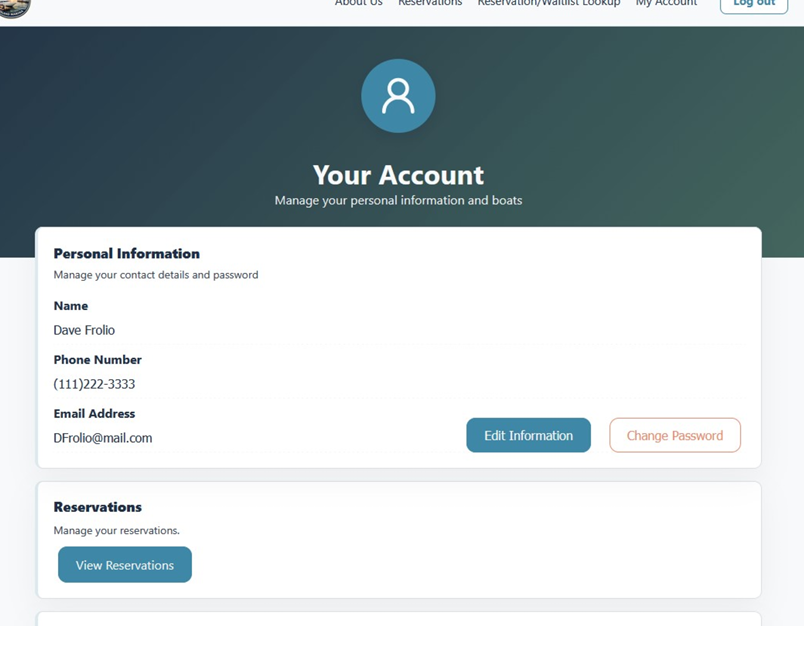 About Us Reservations Reservation/Waitlist Lookup My Account Log out
Your Account
Manage your personal information and boats
Personal Information
Manage your contact details and password
Name
Dave Frolio
Phone Number
(111)222-3333
Email Address
DFrolio@mail.com
Edit Information Change Password
Reservations
Manage your reservations.
View Reservations